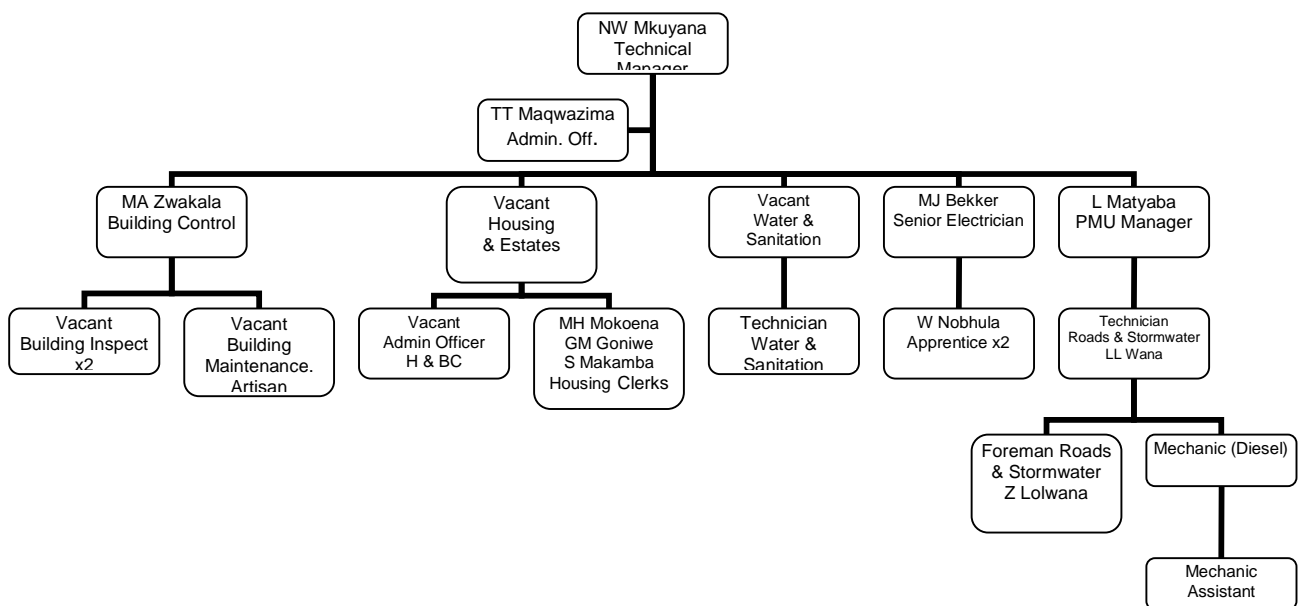 NW Mkuyana
Technical
Manager
TT Maqwazima
Admin. Off.
MA Zwakala
Building Control
Vacant
Housing
& Estates
Vacant
Water &
Sanitation
MJ Bekker
Senior Electrician
L Matyaba
PMU Manager
Vacant
Building Inspect
x2
Vacant
Building
Maintenance.
Artisan
Vacant
Admin Officer
H & BC
MH Mokoena
GM Goniwe
S Makamba
Housing Clerks
Technician
Water &
Sanitation
W Nobhula
Apprentice x2
Technician
Roads & Stormwater
LL Wana
Foreman Roads
& Stormwater
Z Lolwana
Mechanic (Diesel)
Mechanic
Assistant